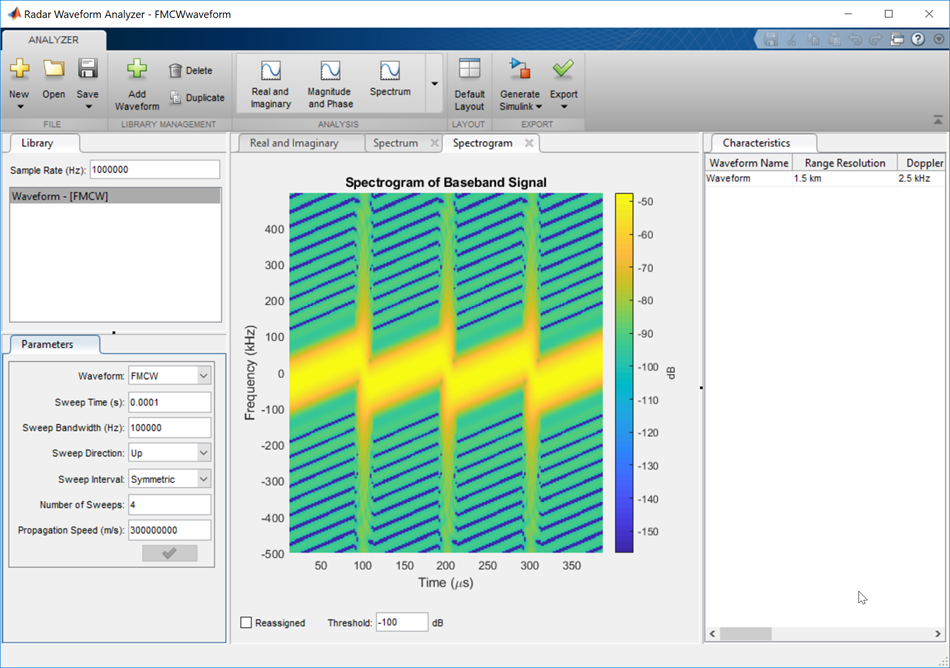 Radar Waveform Analyzer - FMCWwaveform
ANALYZER
New
Open
Save
Add
Waveform
Delete
Duplicate
Real and
Imaginary
Magnitude
and Phase
Spectrum
Default
Layout
Generate
Simulink
Export
FILE
LIBRARY MANAGEMENT
ANALYSIS
LAYOUT
EXPORT
Library
Sample Rate (Hz): 1000000
Waveform - [FMCW]
Parameters
Waveform: FMCW
Sweep Time (s): 0.0001
Sweep Bandwidth (Hz): 100000
Sweep Direction: Up
Sweep Interval: Symmetric
Number of Sweeps: 4
Propagation Speed (m/s): 300000000
Real and Imaginary
Spectrum
Spectrogram
Spectrogram of Baseband Signal
400
300
200
100
0
-100
-200
-300
-400
-500
Frequency (kHz)
50 100 150 200 250 300 350
Time (μs)
-50
-60
-70
-80
-90
-100
-110
-120
-130
-140
-150
dB
Reassigned
Threshold: -100 dB
Characteristics
Waveform Name Range Resolution Doppler
Waveform 1.5 km 2.5 kHz